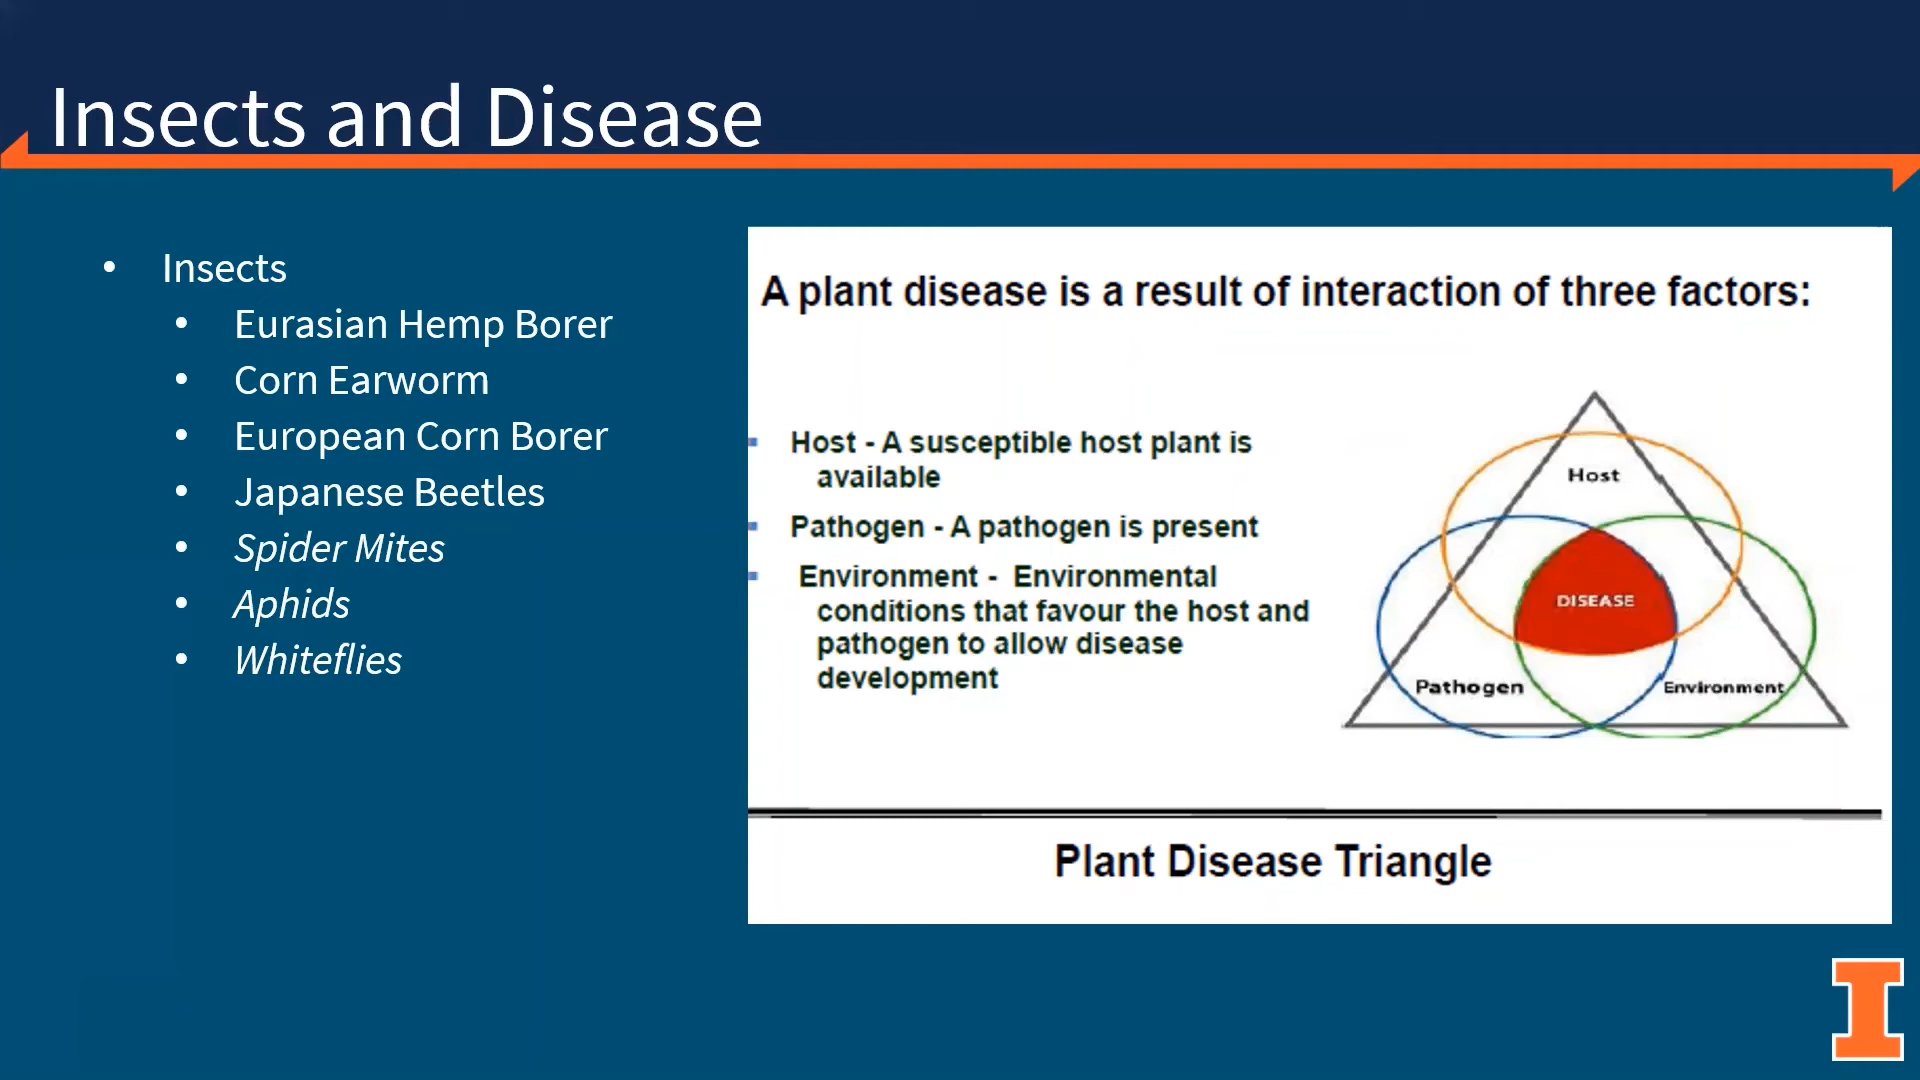 Insects and Disease
• Insects
• Eurasian Hemp Borer
• Corn Earworm
• European Corn Borer
• Japanese Beetles
• Spider Mites
• Aphids
• Whiteflies
A plant disease is a result of interaction of three factors:
Host - A susceptible host plant is
available
Pathogen - A pathogen is present
Environment - Environmental
conditions that favour the host and
pathogen to allow disease
development
Host
DISEASE
Pathogen
Environment
Plant Disease Triangle
I